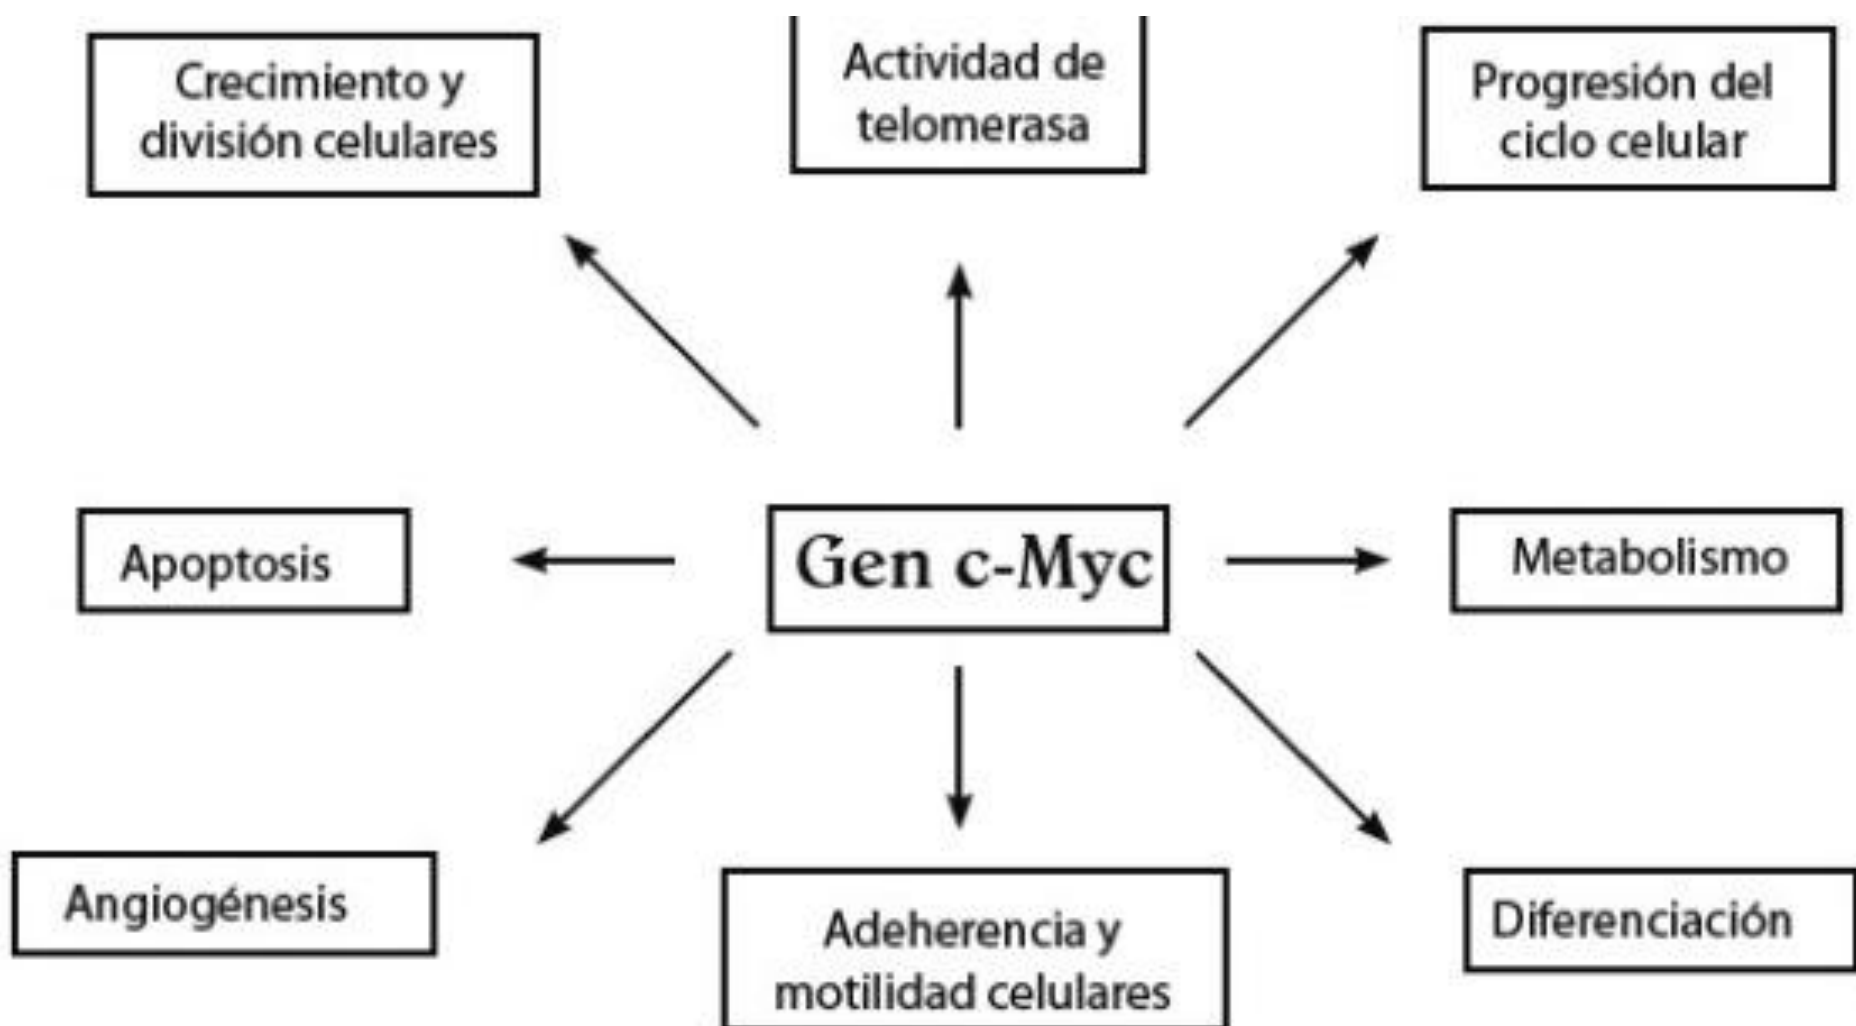 Crecimiento y
división celulares
Actividad de
telomerasa
Progresión del
ciclo celular
Apoptosis
Gen c-Myc
Metabolismo
Angiogénesis
Adeherencia y
motilidad celulares
Diferenciación